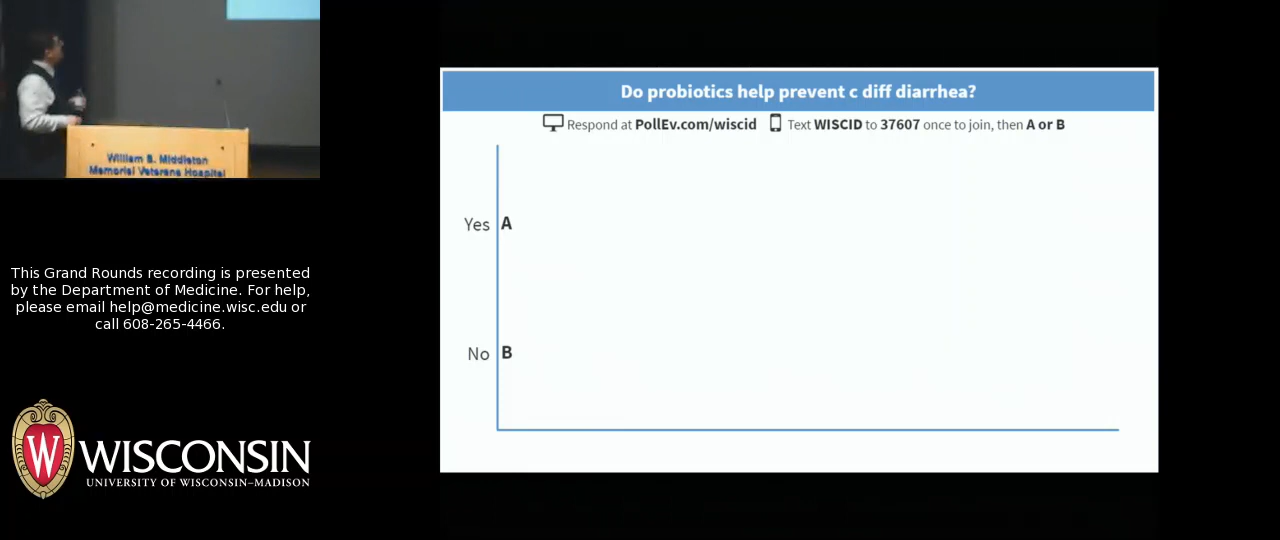 William S. Middleton
Memorial Veterans Hospital
This Grand Rounds recording is presented
by the Department of Medicine. For help,
please email help@medicine.wisc.edu or
call 608-265-4466.
W
WISCONSIN
UNIVERSITY OF WISCONSIN–MADISON
Do probiotics help prevent c diff diarrhea?
Respond at PollEv.com/wiscid Text WISCID to 37607 once to join, then A or B
Yes A
No B